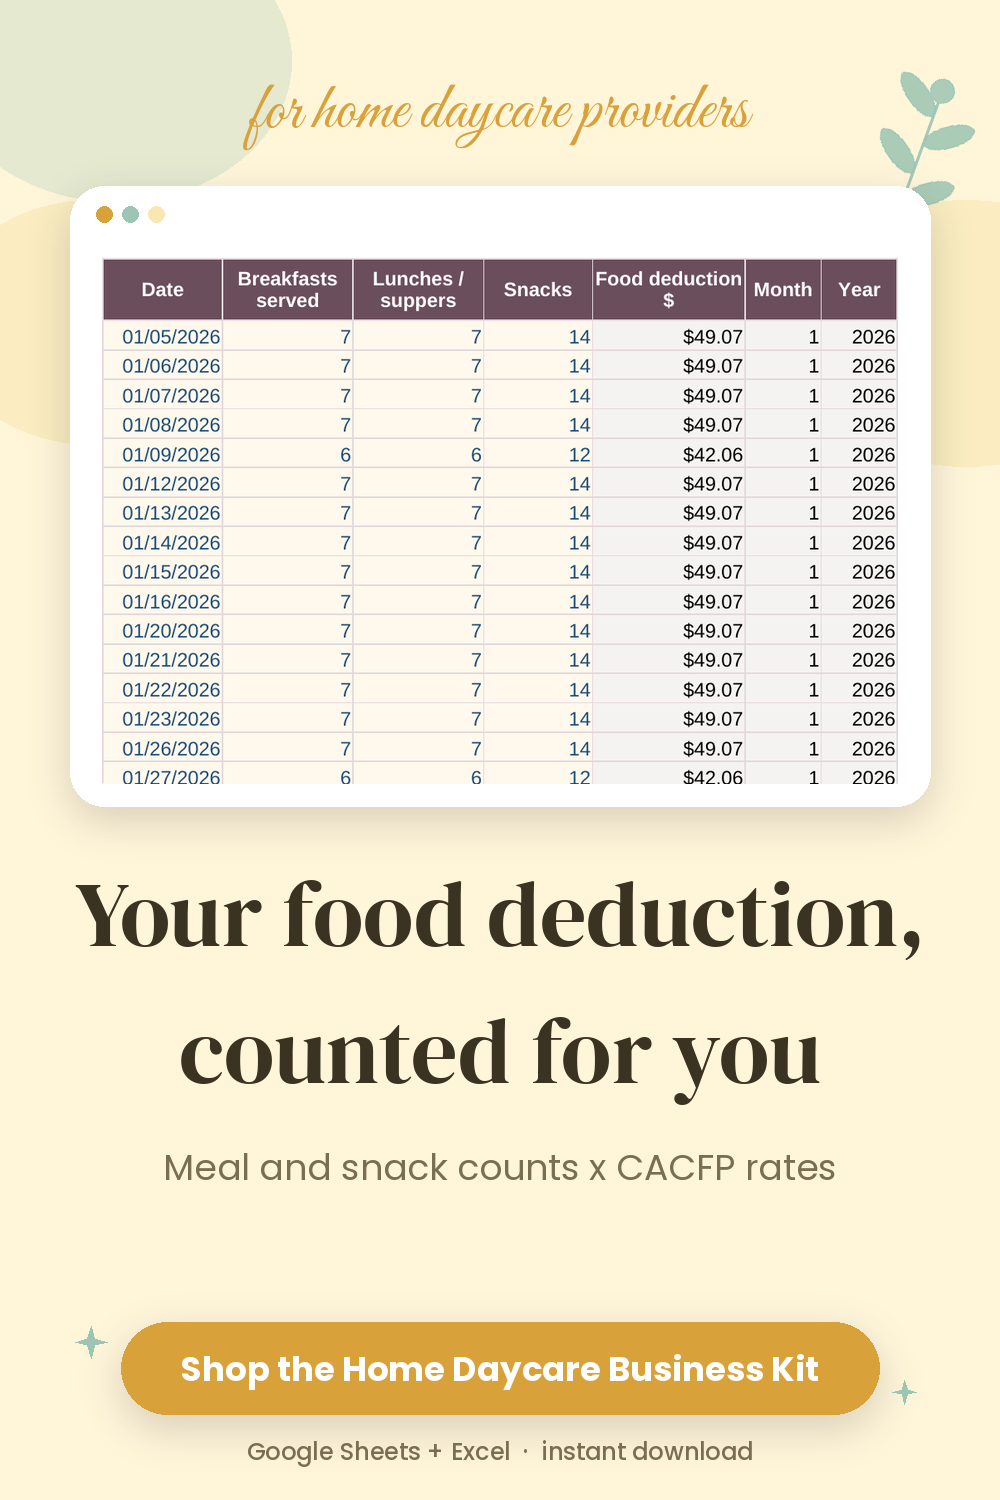 for home daycare providers
Date Breakfasts served Lunches / suppers Snacks Food deduction $ Month Year
01/05/2026 7 7 14 $49.07 1 2026
01/06/2026 7 7 14 $49.07 1 2026
01/07/2026 7 7 14 $49.07 1 2026
01/08/2026 7 7 14 $49.07 1 2026
01/09/2026 6 6 12 $42.06 1 2026
01/12/2026 7 7 14 $49.07 1 2026
01/13/2026 7 7 14 $49.07 1 2026
01/14/2026 7 7 14 $49.07 1 2026
01/15/2026 7 7 14 $49.07 1 2026
01/16/2026 7 7 14 $49.07 1 2026
01/20/2026 7 7 14 $49.07 1 2026
01/21/2026 7 7 14 $49.07 1 2026
01/22/2026 7 7 14 $49.07 1 2026
01/23/2026 7 7 14 $49.07 1 2026
01/26/2026 7 7 14 $49.07 1 2026
01/27/2026 6 6 12 $42.06 1 2026
Your food deduction,
counted for you
Meal and snack counts x CACFP rates
Shop the Home Daycare Business Kit
Google Sheets + Excel · instant download